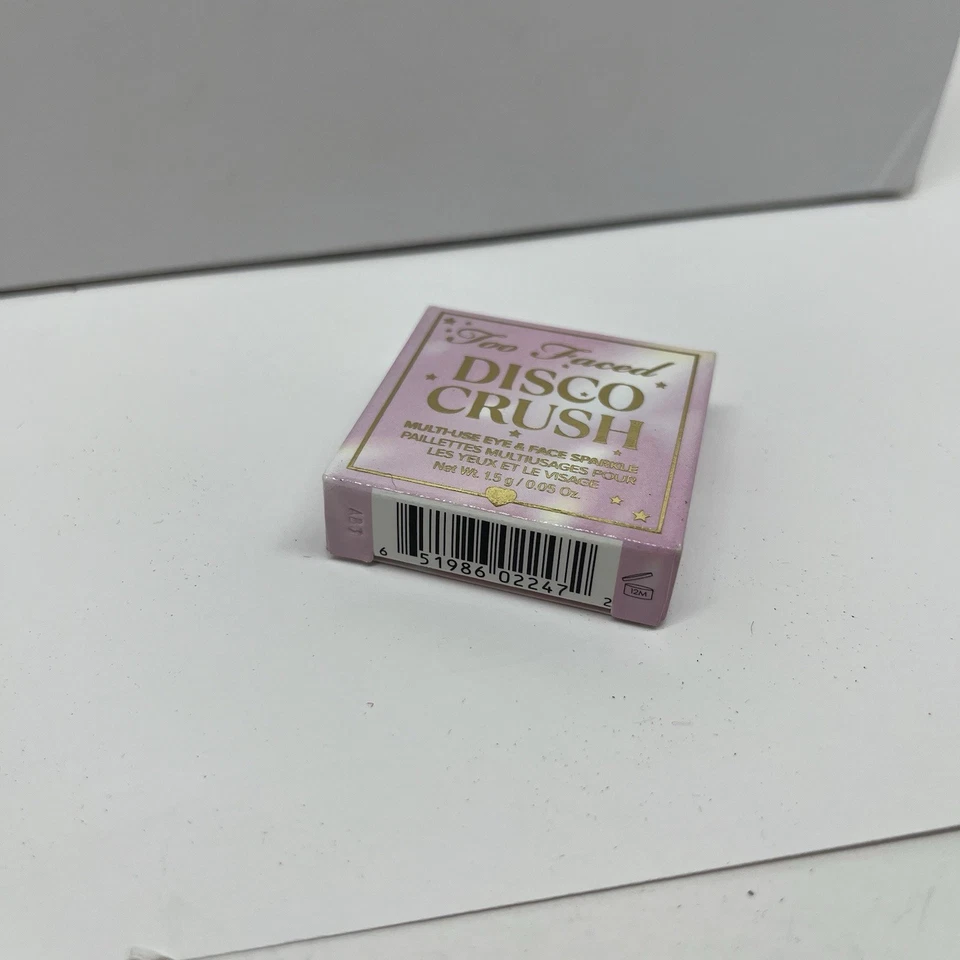 Too Faced
DISCO
CRUSH
MULTI-USE EYE & FACE SPARKLE
PAILLETTES MULTIUSAGES POUR
LES YEUX ET LE VISAGE
Net Wt. 1.5 g / 0.05 Oz.
6 51986 02247 2
12M